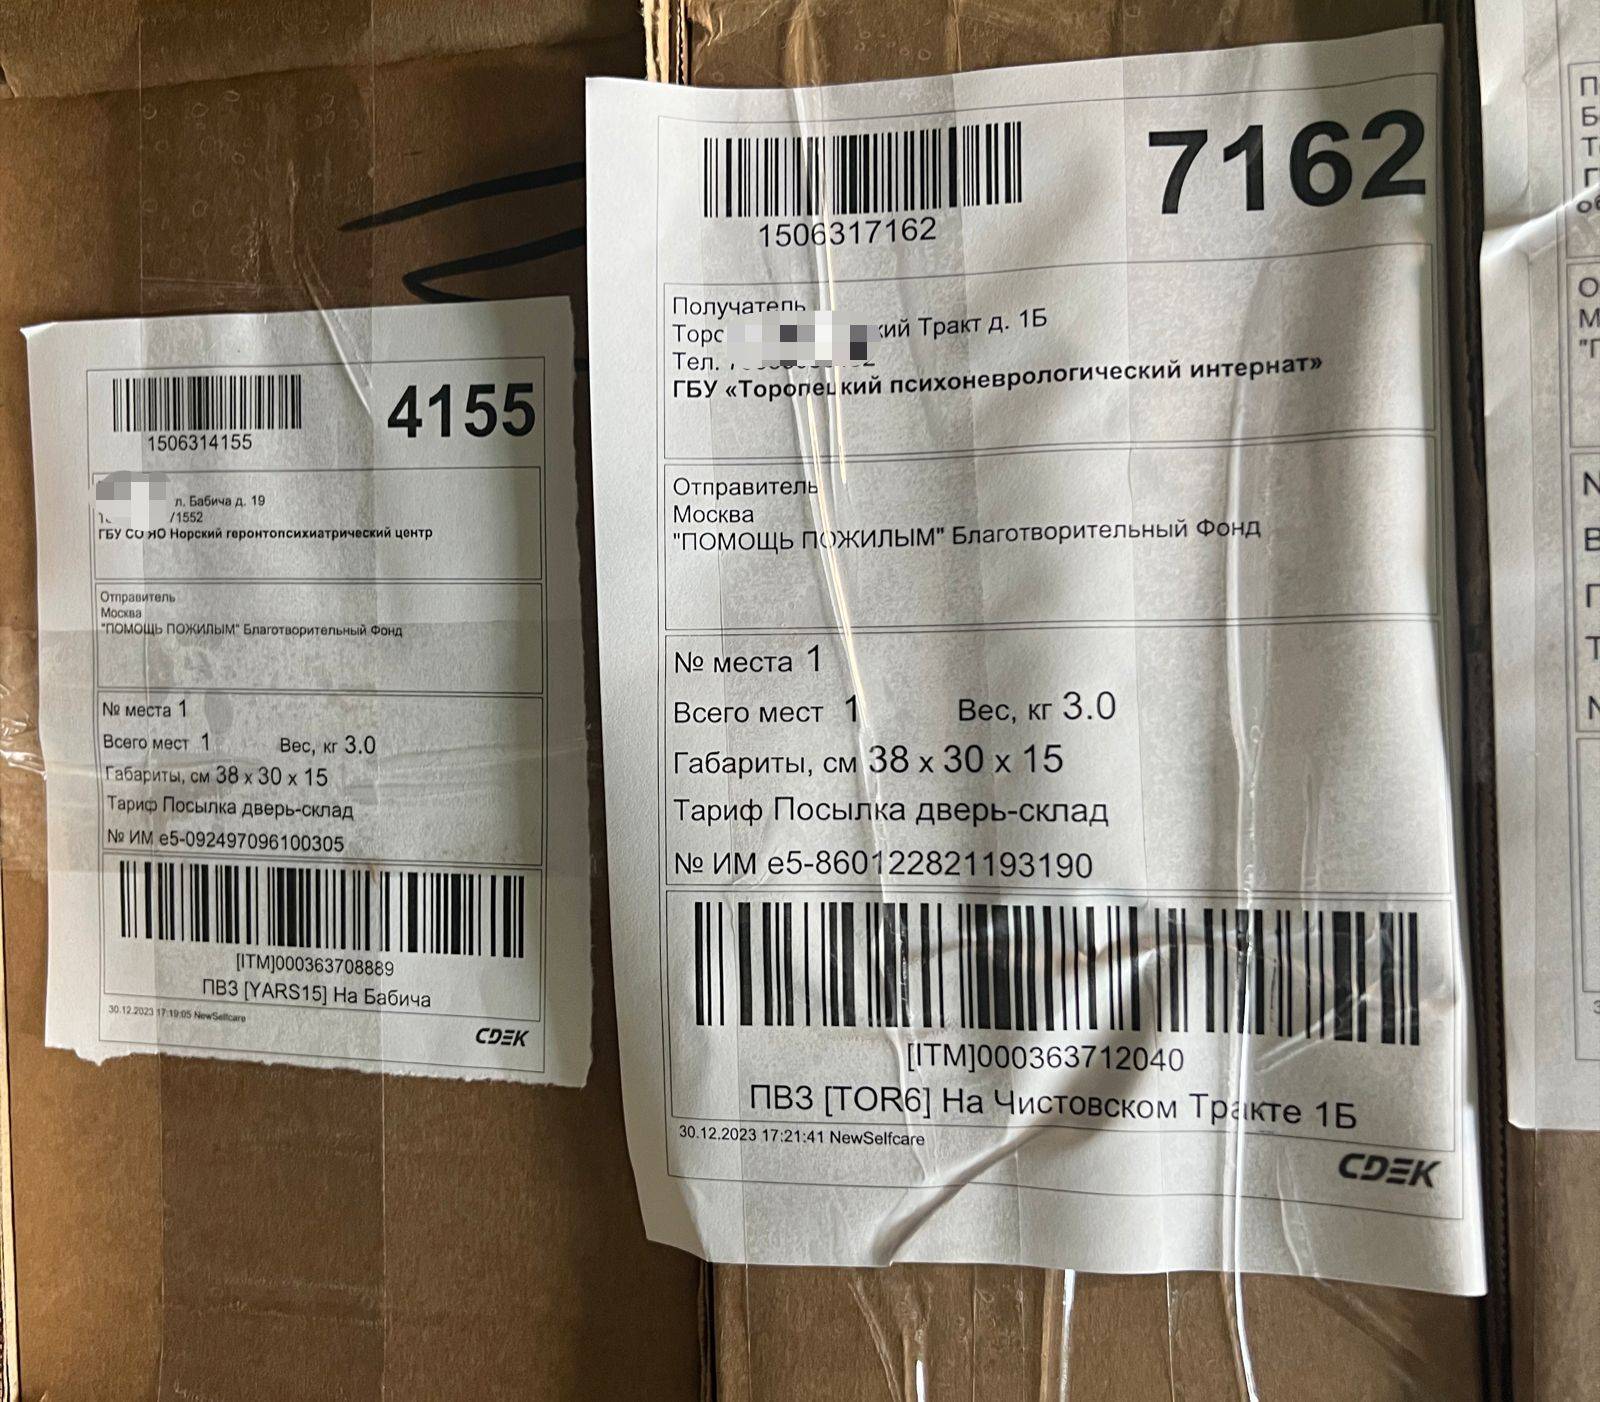 4155
1506314155
л. Бабича д. 19
/1552
ГБУ СО ЯО Норский геронтопсихиатрический центр
Отправитель
Москва
"ПОМОЩЬ ПОЖИЛЫМ" Благотворительный Фонд
№ места 1
Всего мест 1 Вес, кг 3.0
Габариты, см 38 x 30 x 15
Тариф Посылка дверь-склад
№ ИМ e5-092497096100305
[ITM]000363708889
ПВЗ [YARS15] На Бабича
30.12.2023 17:19:05 NewSelfcare
CDEK
7162
1506317162
Получатель
Торо кий Тракт д. 1Б
Тел.
ГБУ «Торопецкий психоневрологический интернат»
Отправитель
Москва
"ПОМОЩЬ ПОЖИЛЫМ" Благотворительный Фонд
№ места 1
Всего мест 1 Вес, кг 3.0
Габариты, см 38 x 30 x 15
Тариф Посылка дверь-склад
№ ИМ e5-860122821193190
[ITM]000363712040
ПВЗ [TOR6] На Чистовском Тракте 1Б
30.12.2023 17:21:41 NewSelfcare
CDEK